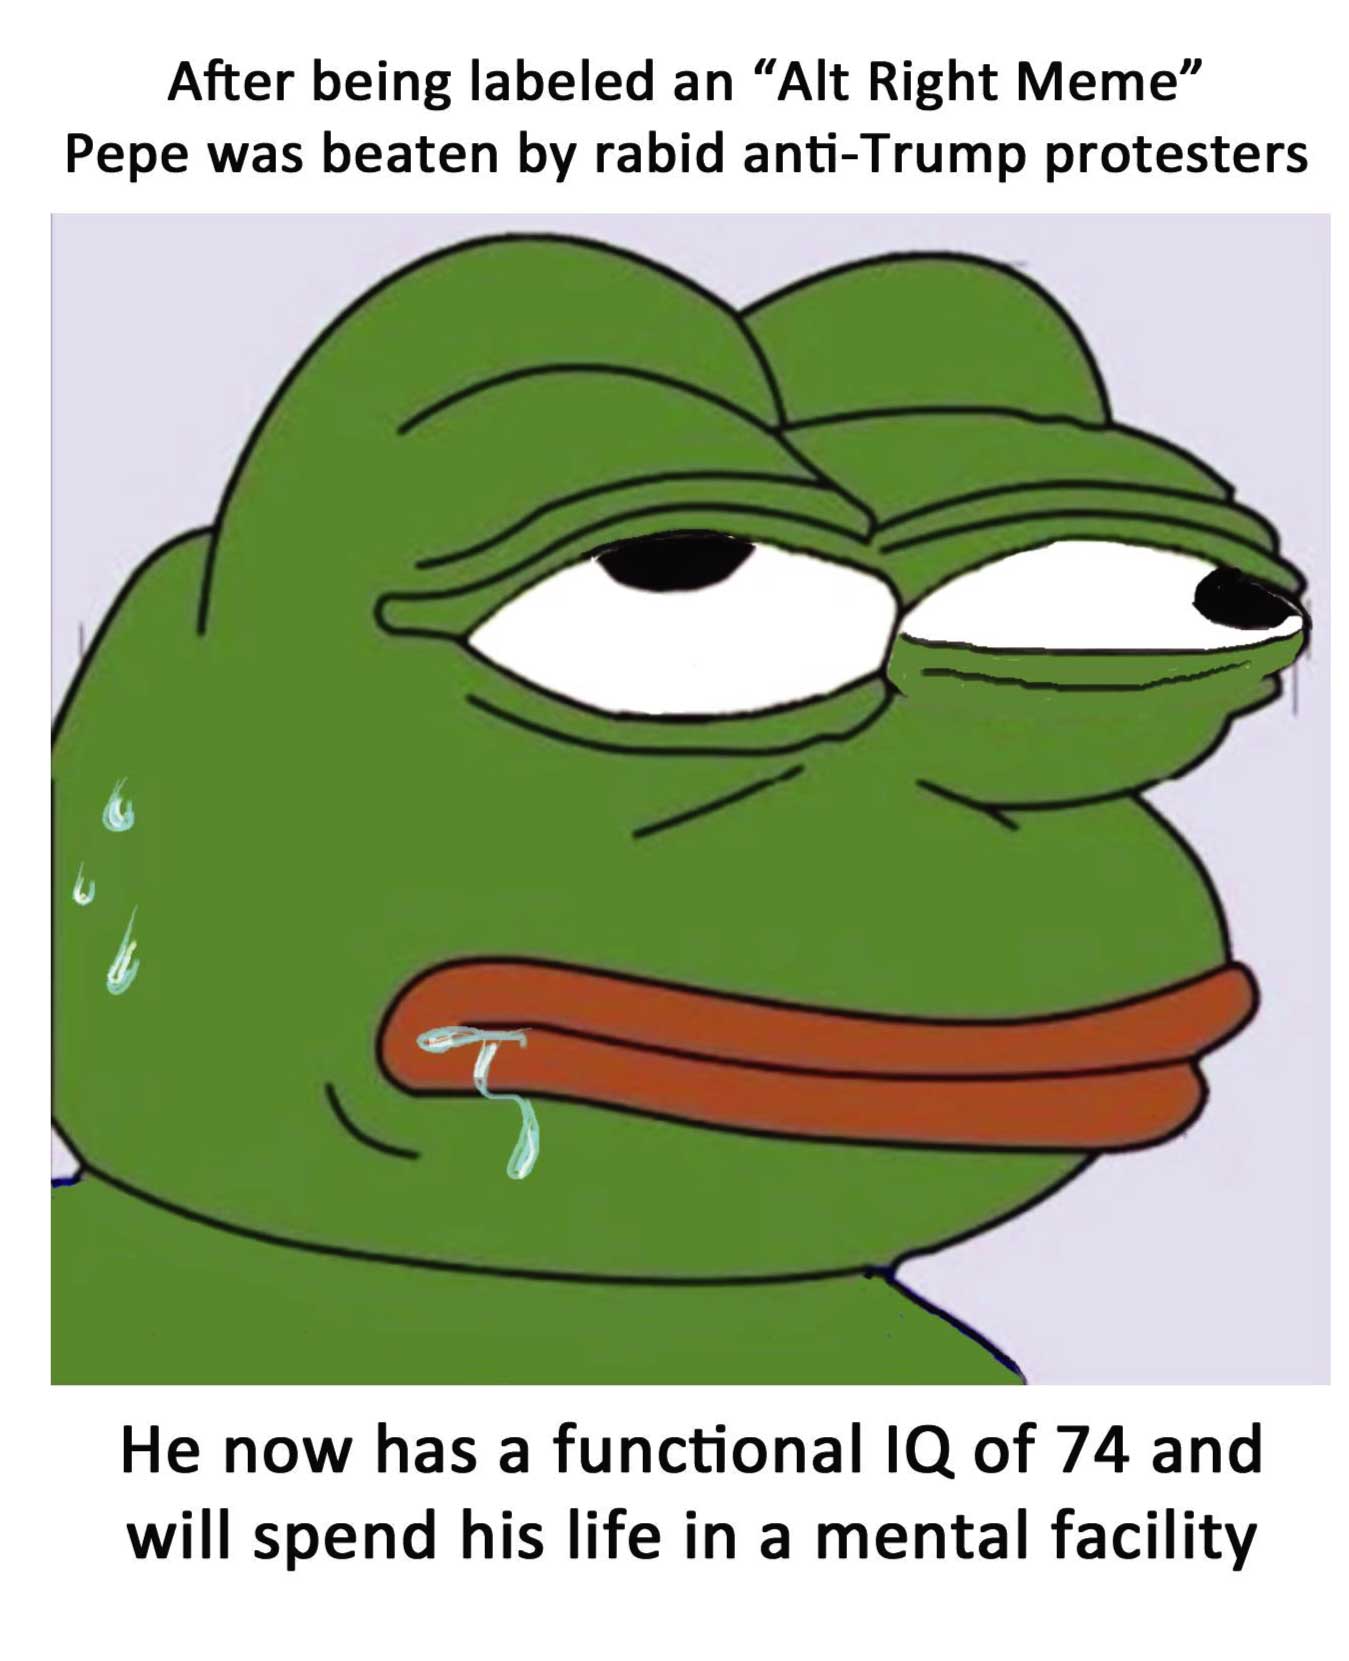 After being labeled an “Alt Right Meme”
Pepe was beaten by rabid anti-Trump protesters
He now has a functional IQ of 74 and
will spend his life in a mental facility